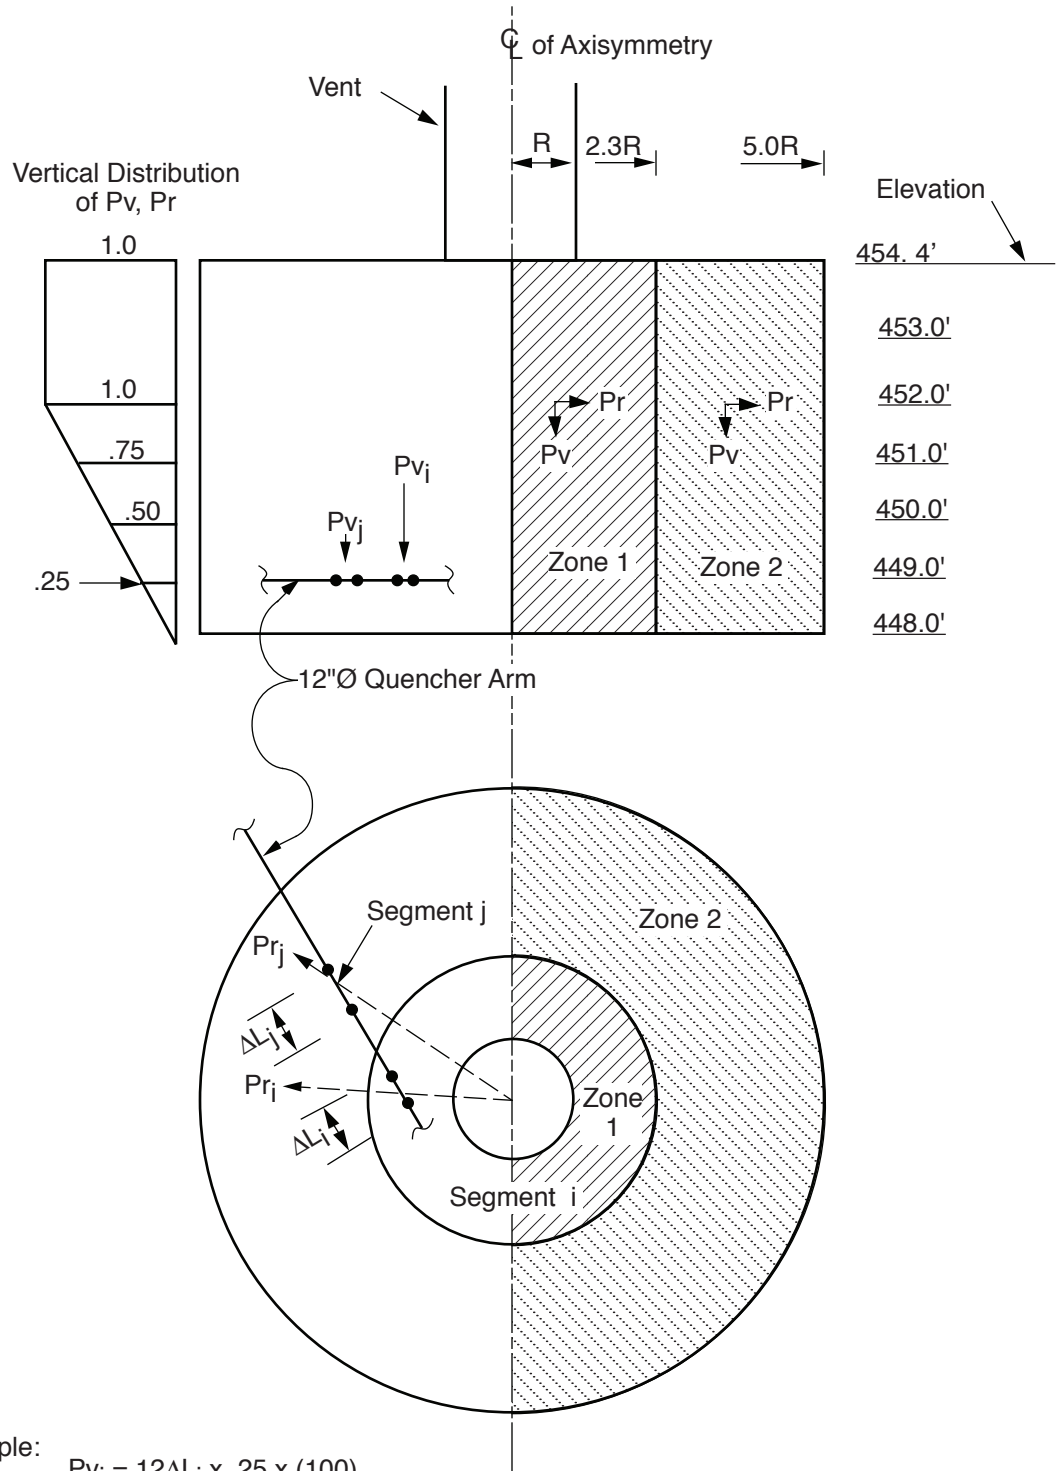 ℄ of Axisymmetry
Vent
R
2.3R
5.0R
Vertical Distribution
of Pv, Pr
Elevation
1.0
454. 4'
453.0'
1.0
452.0'
Pr
Pr
Pv
Pv
.75
451.0'
Pvi
.50
450.0'
Pvj
Zone 1
Zone 2
449.0'
.25
448.0'
12"Ø Quencher Arm
Segment j
Zone 2
Prj
ΔLj
Pri
Zone
1
ΔLi
Segment i
ple: